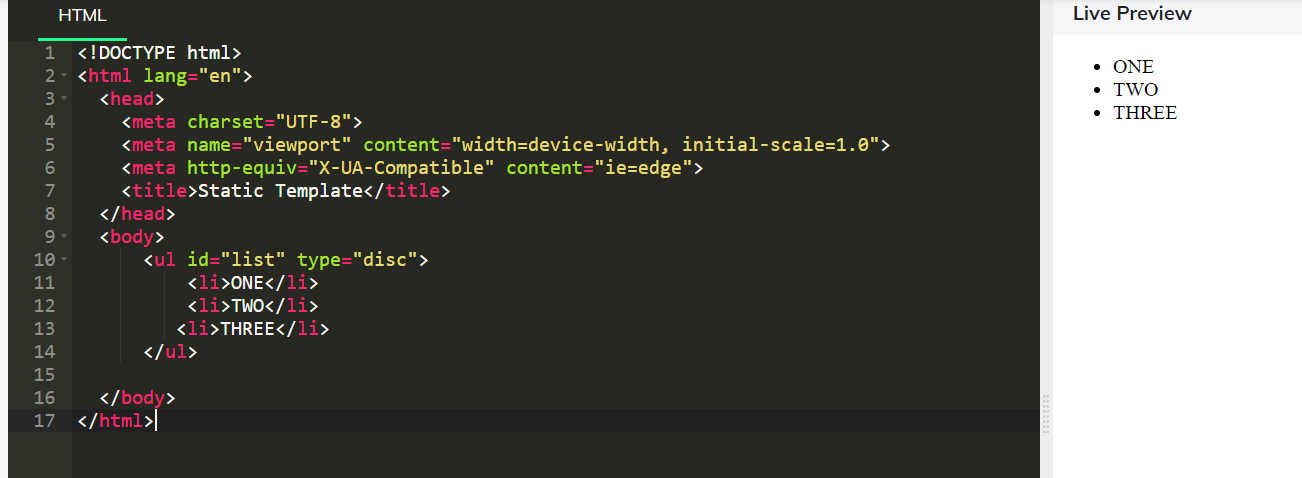 HTML
Live Preview
1 <!DOCTYPE html>
2 <html lang="en">
3 <head>
4 <meta charset="UTF-8">
5 <meta name="viewport" content="width=device-width, initial-scale=1.0">
6 <meta http-equiv="X-UA-Compatible" content="ie=edge">
7 <title>Static Template</title>
8 </head>
9 <body>
10 <ul id="list" type="disc">
11 <li>ONE</li>
12 <li>TWO</li>
13 <li>THREE</li>
14 </ul>
15
16 </body>
17 </html>
• ONE
• TWO
• THREE